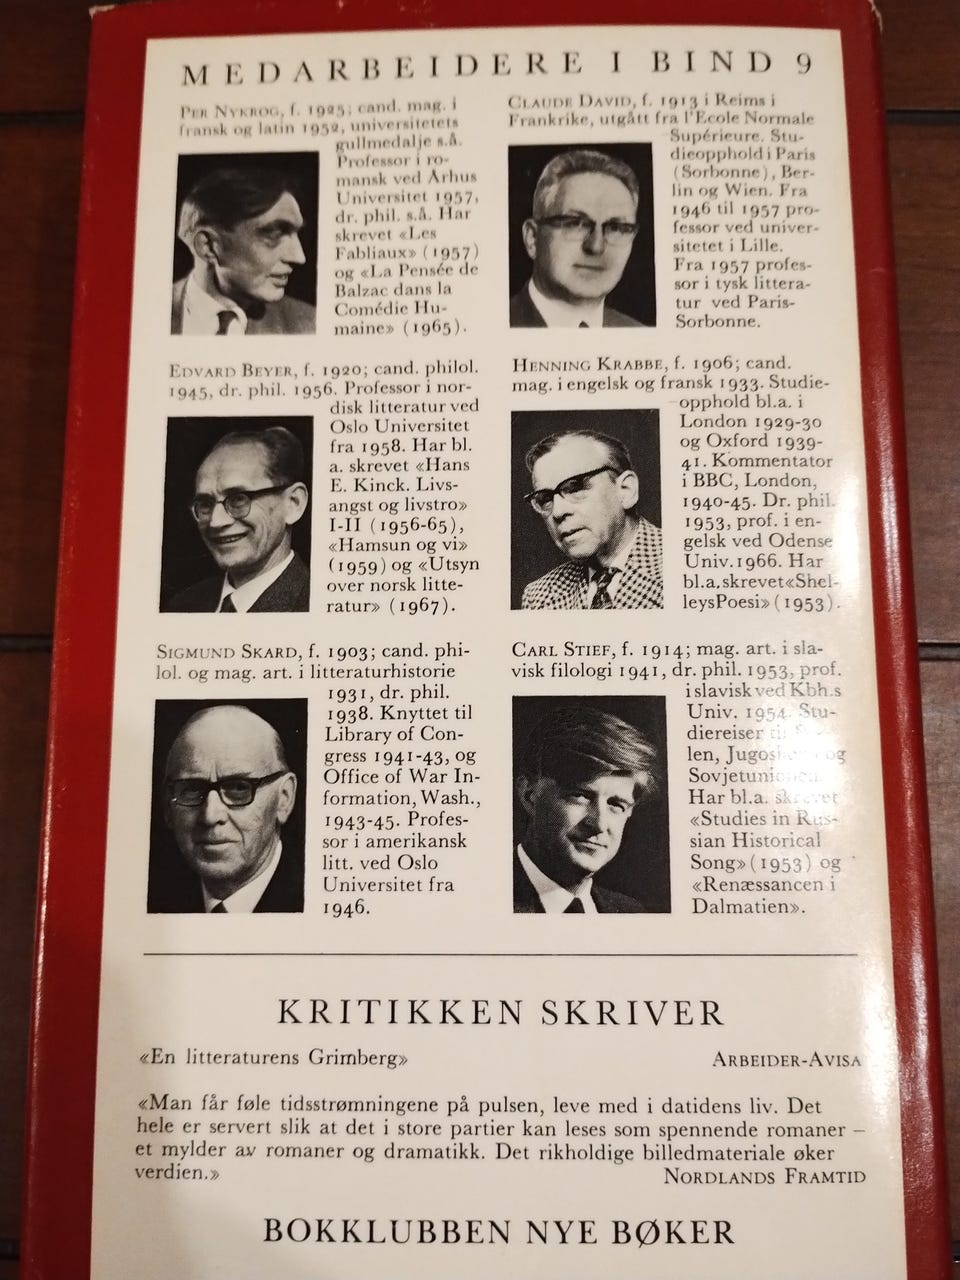 MEDARBEIDERE I BIND 9
PER NYKROG, f. 1925; cand. mag. i
fransk og latin 1952, universitetets
gullmedalje s.å.
Professor i ro-
mansk ved Århus
Universitet 1957,
dr. phil. s.å. Har
skrevet «Les
Fabliaux» (1957)
og «La Pensée de
Balzac dans la
Comédie Hu-
maine» (1965).
CLAUDE DAVID, f. 1913 i Reims i
Frankrike, utgått fra l'Ecole Normale
Supérieure. Stu-
dieopphold i Paris
(Sorbonne), Ber-
lin og Wien. Fra
1946 til 1957 pro-
fessor ved univer-
sitetet i Lille.
Fra 1957 profes-
sor i tysk littera-
tur ved Paris-
Sorbonne.
EDVARD BEYER, f. 1920; cand. philol.
1945, dr. phil. 1956. Professor i nor-
disk litteratur ved
Oslo Universitet
fra 1958. Har bl.
a. skrevet «Hans
E. Kinck. Livs-
angst og livstro»
I-II (1956-65),
«Hamsun og vi»
(1959) og «Utsyn
over norsk litte-
ratur» (1967).
HENNING KRABBE, f. 1906; cand.
mag. i engelsk og fransk 1933. Studie-
opphold bl.a. i
London 1929-30
og Oxford 1939-
41. Kommentator
i BBC, London,
1940-45. Dr. phil.
1953, prof. i en-
gelsk ved Odense
Univ. 1966. Har
bl.a. skrevet «Shel-
leys Poesi» (1953).
SIGMUND SKARD, f. 1903; cand. phi-
lol. og mag. art. i litteraturhistorie
1931, dr. phil.
1938. Knyttet til
Library of Con-
gress 1941-43, og
Office of War In-
formation, Wash.,
1943-45. Profes-
sor i amerikansk
litt. ved Oslo
Universitet fra
1946.
CARL STIEF, f. 1914; mag. art. i sla-
visk filologi 1941, dr. phil. 1953, prof.
i slavisk ved Kbh.s
Univ. 1954. Stu-
diereiser til
len, og
Sovjetunionen.
Har bl.a. skrevet
«Studies in Rus-
sian Historical
Song» (1953) og
«Renæssancen i
Dalmatien».
KRITIKKEN SKRIVER
«En litteraturens Grimberg» ARBEIDER-AVISA
«Man får føle tidsstrømningene på pulsen, leve med i datidens liv. Det
hele er servert slik at det i store partier kan leses som spennende romaner –
et mylder av romaner og dramatikk. Det rikholdige billedmateriale øker
verdien.» NORDLANDS FRAMTID
BOKKLUBBEN NYE BØKER